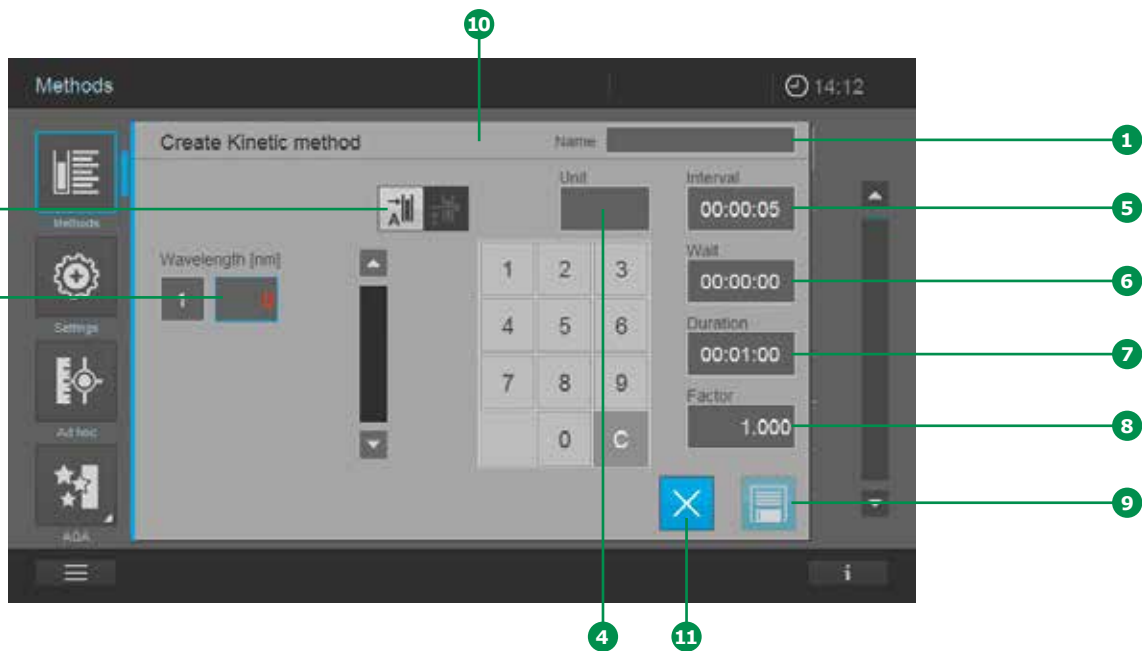 10
Methods 14:12
Create Kinetic method Name 1
Unit Interval
A 00:00:05 5
Methods
Wavelength [nm] Wait
1 1 2 3 00:00:00 6
Settings 4 5 6 Duration
00:01:00 7
7 8 9 Factor
Ad hoc 0 C 1.000 8
9
AQA
i
4 11